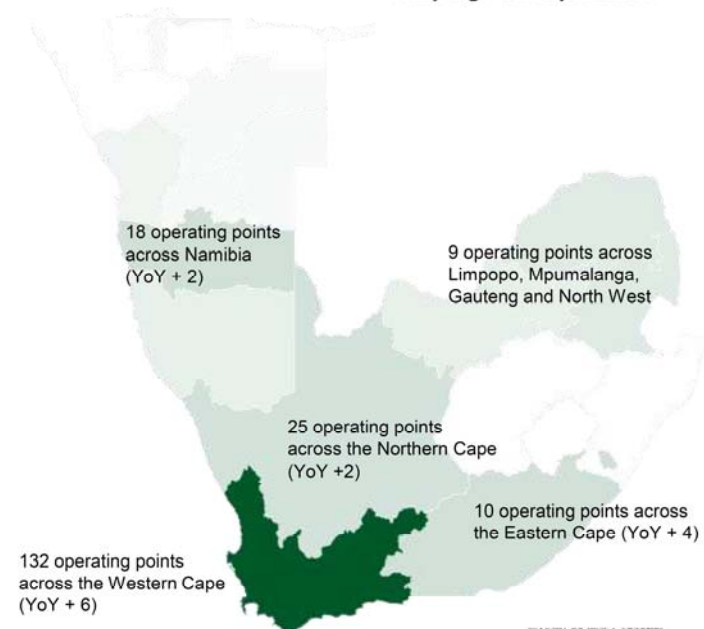 18 operating points
across Namibia
(YoY + 2)
9 operating points across
Limpopo, Mpumalanga,
Gauteng and North West
25 operating points
across the Northern Cape
(YoY +2)
10 operating points across
the Eastern Cape (YoY + 4)
132 operating points
across the Western Cape
(YoY + 6)